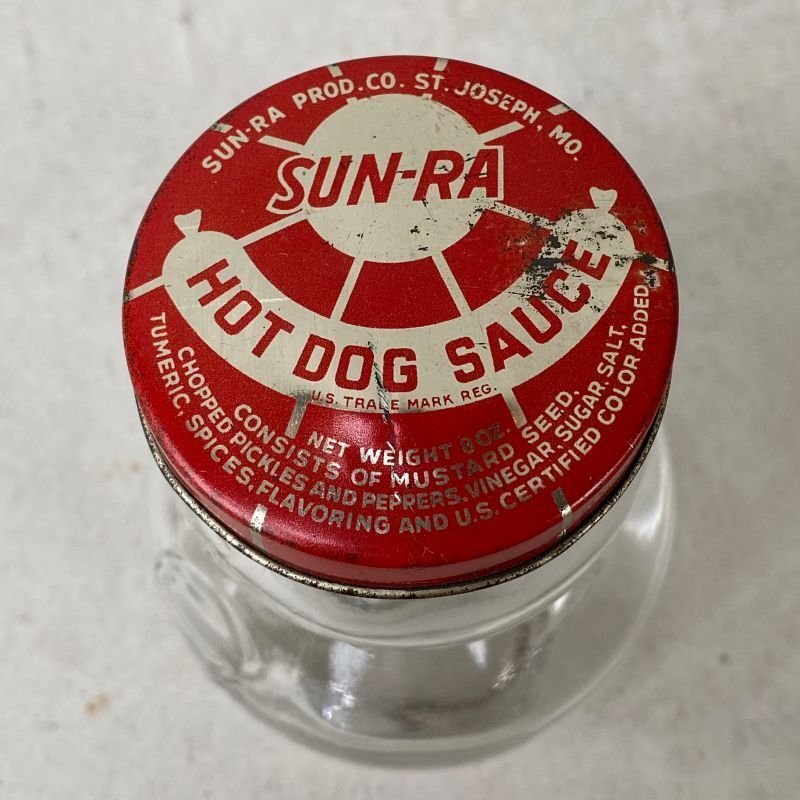 SUN-RA PROD. CO. ST. JOSEPH, MO.
SUN-RA
HOT DOG SAUCE
U.S. TRADE MARK REG.
NET WEIGHT 8 OZ.
CONSISTS OF MUSTARD SEED,
CHOPPED PICKLES AND PEPPERS, VINEGAR, SUGAR, SALT,
TUMERIC, SPICES, FLAVORING AND U.S. CERTIFIED COLOR ADDED